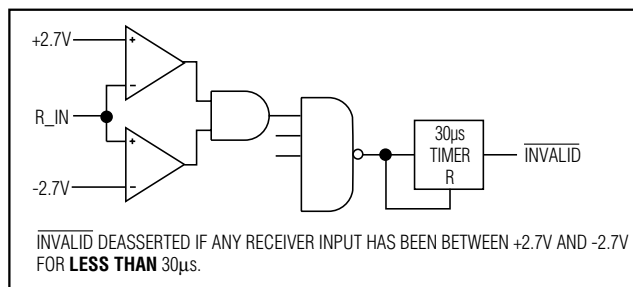 +2.7V
R_IN
-2.7V
+
-
+
-
30µs
TIMER
R
INVALID
INVALID DEASSERTED IF ANY RECEIVER INPUT HAS BEEN BETWEEN +2.7V AND -2.7V
FOR LESS THAN 30µs.